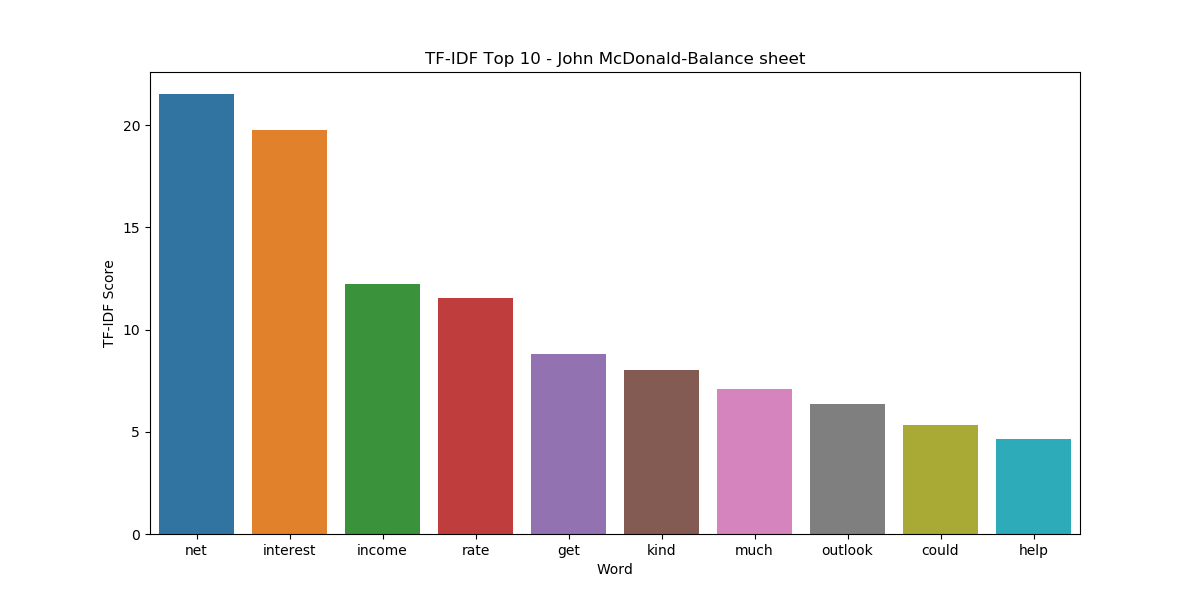 TF-IDF Top 10 - John McDonald-Balance sheet
TF-IDF Score
20
15
10
5
0
net interest income rate get kind much outlook could help
Word